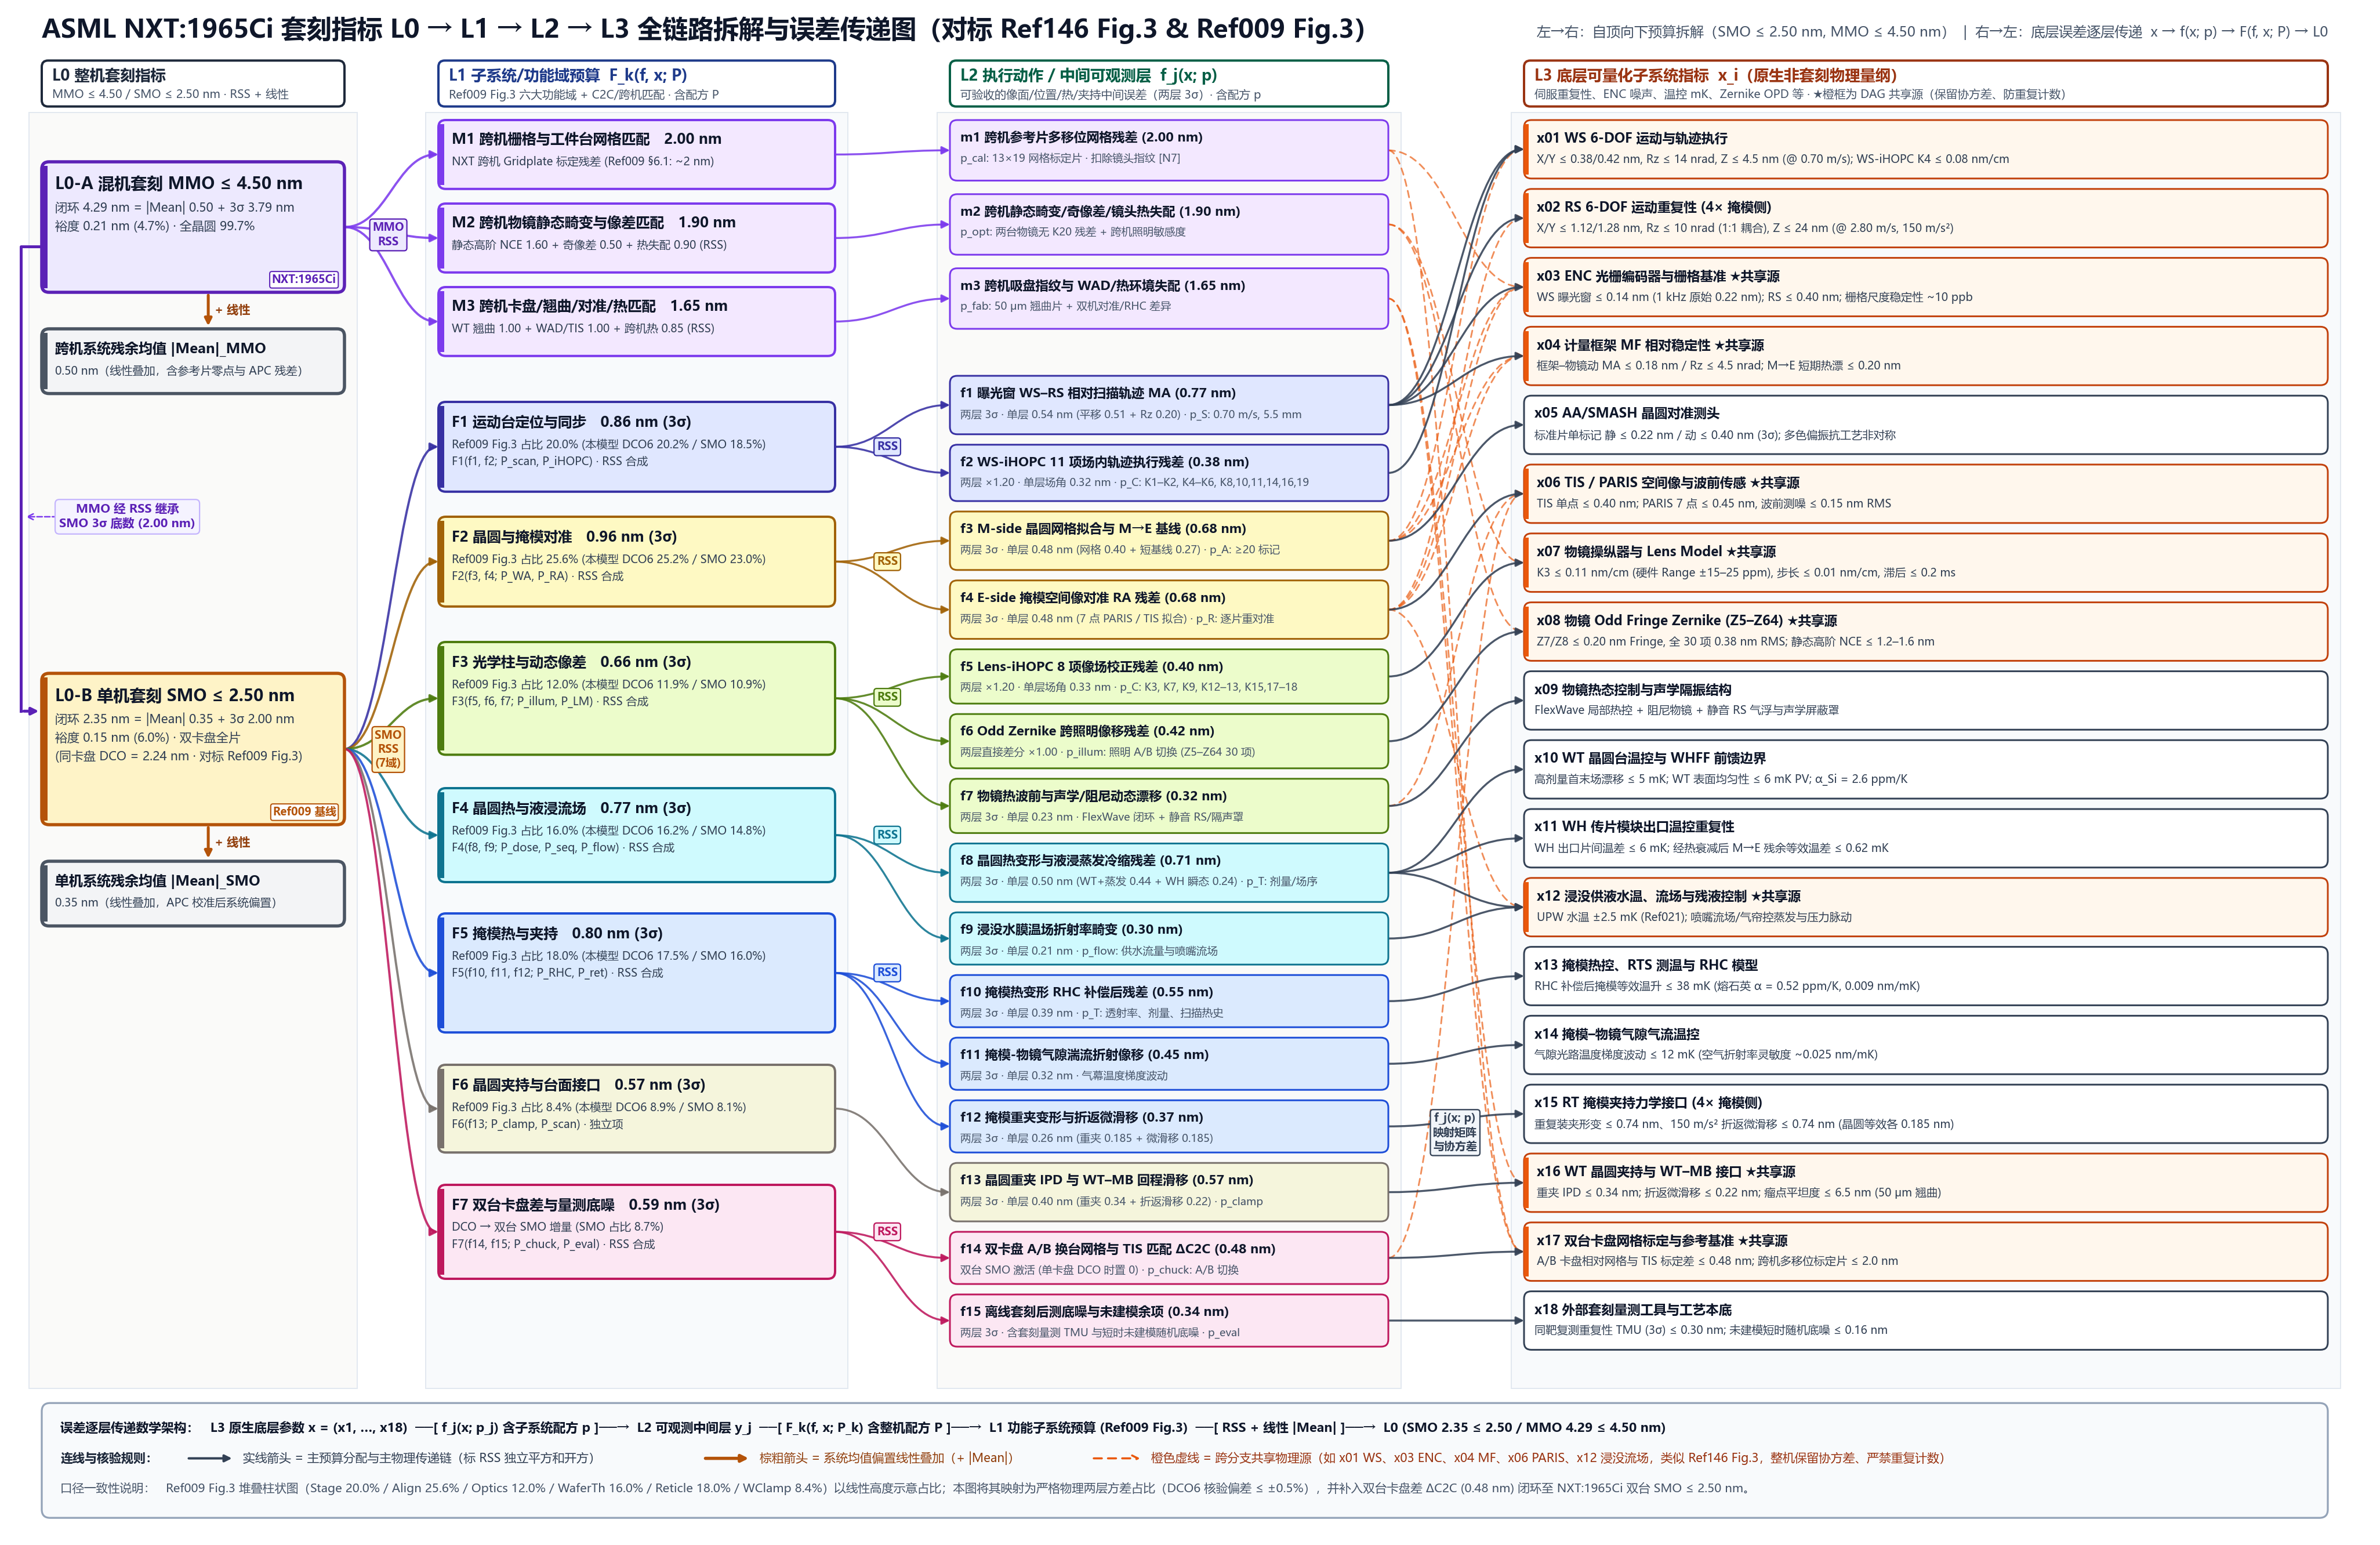 ASML NXT:1965Ci 套刻指标 L0 → L1 → L2 → L3 全链路拆解与误差传递图（对标 Ref146 Fig.3 & Ref009 Fig.3）
左→右：自顶向下预算拆解（SMO ≤ 2.50 nm, MMO ≤ 4.50 nm） | 右→左：底层误差逐层传递 x → f(x; p) → F(f, x; P) → L0
L0 整机套刻指标
MMO ≤ 4.50 / SMO ≤ 2.50 nm · RSS + 线性
L0-A 混机套刻 MMO ≤ 4.50 nm
闭环 4.29 nm = |Mean| 0.50 + 3σ 3.79 nm
裕度 0.21 nm (4.7%) · 全晶圆 99.7%
NXT:1965Ci
+ 线性
跨机系统残余均值 |Mean|_MMO
0.50 nm（线性叠加，含参考片零点与 APC 残差）
MMO 经 RSS 继承
SMO 3σ 底数 (2.00 nm)
L0-B 单机套刻 SMO ≤ 2.50 nm
闭环 2.35 nm = |Mean| 0.35 + 3σ 2.00 nm
裕度 0.15 nm (6.0%) · 双卡盘全片
(同卡盘 DCO = 2.24 nm · 对标 Ref009 Fig.3)
Ref009 基线
+ 线性
单机系统残余均值 |Mean|_SMO
0.35 nm（线性叠加，APC 校准后系统偏置）
MMO
RSS
SMO
RSS
(7域)
L1 子系统/功能域预算 F_k(f, x; P)
Ref009 Fig.3 六大功能域 + C2C/跨机匹配 · 含配方 P
M1 跨机栅格与工件台网格匹配 2.00 nm
NXT 跨机 Gridplate 标定残差 (Ref009 §6.1: ~2 nm)
M2 跨机物镜静态畸变与像差匹配 1.90 nm
静态高阶 NCE 1.60 + 奇像差 0.50 + 热失配 0.90 (RSS)
M3 跨机卡盘/翘曲/对准/热匹配 1.65 nm
WT 翘曲 1.00 + WAD/TIS 1.00 + 跨机热 0.85 (RSS)
F1 运动台定位与同步 0.86 nm (3σ)
Ref009 Fig.3 占比 20.0% (本模型 DCO6 20.2% / SMO 18.5%)
F1(f1, f2; P_scan, P_iHOPC) · RSS 合成
F2 晶圆与掩模对准 0.96 nm (3σ)
Ref009 Fig.3 占比 25.6% (本模型 DCO6 25.2% / SMO 23.0%)
F2(f3, f4; P_WA, P_RA) · RSS 合成
F3 光学柱与动态像差 0.66 nm (3σ)
Ref009 Fig.3 占比 12.0% (本模型 DCO6 11.9% / SMO 10.9%)
F3(f5, f6, f7; P_illum, P_LM) · RSS 合成
F4 晶圆热与液浸流场 0.77 nm (3σ)
Ref009 Fig.3 占比 16.0% (本模型 DCO6 16.2% / SMO 14.8%)
F4(f8, f9; P_dose, P_seq, P_flow) · RSS 合成
F5 掩模热与夹持 0.80 nm (3σ)
Ref009 Fig.3 占比 18.0% (本模型 DCO6 17.5% / SMO 16.0%)
F5(f10, f11, f12; P_RHC, P_ret) · RSS 合成
F6 晶圆夹持与台面接口 0.57 nm (3σ)
Ref009 Fig.3 占比 8.4% (本模型 DCO6 8.9% / SMO 8.1%)
F6(f13; P_clamp, P_scan) · 独立项
F7 双台卡盘差与量测底噪 0.59 nm (3σ)
DCO → 双台 SMO 增量 (SMO 占比 8.7%)
F7(f14, f15; P_chuck, P_eval) · RSS 合成
RSS
RSS
RSS
RSS
RSS
RSS
L2 执行动作 / 中间可观测层 f_j(x; p)
可验收的像面/位置/热/夹持中间误差（两层 3σ）· 含配方 p
m1 跨机参考片多移位网格残差 (2.00 nm)
p_cal: 13×19 网格标定片 · 扣除镜头指纹 [N7]
m2 跨机静态畸变/奇像差/镜头热失配 (1.90 nm)
p_opt: 两台物镜无 K20 残差 + 跨机照明敏感度
m3 跨机吸盘指纹与 WAD/热环境失配 (1.65 nm)
p_fab: 50 μm 翘曲片 + 双机对准/RHC 差异
f1 曝光窗 WS–RS 相对扫描轨迹 MA (0.77 nm)
两层 3σ · 单层 0.54 nm (平移 0.51 + Rz 0.20) · p_S: 0.70 m/s, 5.5 mm
f2 WS-iHOPC 11 项场内轨迹执行残差 (0.38 nm)
两层 ×1.20 · 单层场角 0.32 nm · p_C: K1–K2, K4–K6, K8,10,11,14,16,19
f3 M-side 晶圆网格拟合与 M→E 基线 (0.68 nm)
两层 3σ · 单层 0.48 nm (网格 0.40 + 短基线 0.27) · p_A: ≥20 标记
f4 E-side 掩模空间像对准 RA 残差 (0.68 nm)
两层 3σ · 单层 0.48 nm (7 点 PARIS / TIS 拟合) · p_R: 逐片重对准
f5 Lens-iHOPC 8 项像场校正残差 (0.40 nm)
两层 ×1.20 · 单层场角 0.33 nm · p_C: K3, K7, K9, K12–13, K15,17–18
f6 Odd Zernike 跨照明像移残差 (0.42 nm)
两层直接差分 ×1.00 · p_illum: 照明 A/B 切换 (Z5–Z64 30 项)
f7 物镜热波前与声学/阻尼动态漂移 (0.32 nm)
两层 3σ · 单层 0.23 nm · FlexWave 闭环 + 静音 RS/隔声罩
f8 晶圆热变形与液浸蒸发冷缩残差 (0.71 nm)
两层 3σ · 单层 0.50 nm (WT+蒸发 0.44 + WH 瞬态 0.24) · p_T: 剂量/场序
f9 浸没水膜温场折射率畸变 (0.30 nm)
两层 3σ · 单层 0.21 nm · p_flow: 供水流量与喷嘴流场
f10 掩模热变形 RHC 补偿后残差 (0.55 nm)
两层 3σ · 单层 0.39 nm · p_T: 透射率、剂量、扫描热史
f11 掩模-物镜气隙湍流折射像移 (0.45 nm)
两层 3σ · 单层 0.32 nm · 气幕温度梯度波动
f12 掩模重夹变形与折返微滑移 (0.37 nm)
两层 3σ · 单层 0.26 nm (重夹 0.185 + 微滑移 0.185)
f13 晶圆重夹 IPD 与 WT–MB 回程滑移 (0.57 nm)
两层 3σ · 单层 0.40 nm (重夹 0.34 + 折返滑移 0.22) · p_clamp
f14 双卡盘 A/B 换台网格与 TIS 匹配 ΔC2C (0.48 nm)
双台 SMO 激活 (单卡盘 DCO 时置 0) · p_chuck: A/B 切换
f15 离线套刻后测底噪与未建模余项 (0.34 nm)
两层 3σ · 含套刻量测 TMU 与短时未建模随机底噪 · p_eval
f_j(x; p)
映射矩阵
与协方差
L3 底层可量化子系统指标 x_i（原生非套刻物理量纲）
伺服重复性、ENC 噪声、温控 mK、Zernike OPD 等 · ★橙框为 DAG 共享源（保留协方差、防重复计数）
x01 WS 6-DOF 运动与轨迹执行
X/Y ≤ 0.38/0.42 nm, Rz ≤ 14 nrad, Z ≤ 4.5 nm (@ 0.70 m/s); WS-iHOPC K4 ≤ 0.08 nm/cm
x02 RS 6-DOF 运动重复性 (4× 掩模侧)
X/Y ≤ 1.12/1.28 nm, Rz ≤ 10 nrad (1:1 耦合), Z ≤ 24 nm (@ 2.80 m/s, 150 m/s²)
x03 ENC 光栅编码器与栅格基准 ★共享源
WS 曝光窗 ≤ 0.14 nm (1 kHz 原始 0.22 nm); RS ≤ 0.40 nm; 栅格尺度稳定性 ~10 ppb
x04 计量框架 MF 相对稳定性 ★共享源
框架–物镜动 MA ≤ 0.18 nm / Rz ≤ 4.5 nrad; M→E 短期热漂 ≤ 0.20 nm
x05 AA/SMASH 晶圆对准测头
标准片单标记 静 ≤ 0.22 nm / 动 ≤ 0.40 nm (3σ); 多色偏振抗工艺非对称
x06 TIS / PARIS 空间像与波前传感 ★共享源
TIS 单点 ≤ 0.40 nm; PARIS 7 点 ≤ 0.45 nm, 波前测噪 ≤ 0.15 nm RMS
x07 物镜操纵器与 Lens Model ★共享源
K3 ≤ 0.11 nm/cm (硬件 Range ±15–25 ppm), 步长 ≤ 0.01 nm/cm, 滞后 ≤ 0.2 ms
x08 物镜 Odd Fringe Zernike (Z5–Z64) ★共享源
Z7/Z8 ≤ 0.20 nm Fringe, 全 30 项 0.38 nm RMS; 静态高阶 NCE ≤ 1.2–1.6 nm
x09 物镜热态控制与声学隔振结构
FlexWave 局部热控 + 阻尼物镜 + 静音 RS 气浮与声学屏蔽罩
x10 WT 晶圆台温控与 WHFF 前馈边界
高剂量首末场漂移 ≤ 5 mK; WT 表面均匀性 ≤ 6 mK PV; α_Si = 2.6 ppm/K
x11 WH 传片模块出口温控重复性
WH 出口片间温差 ≤ 6 mK; 经热衰减后 M→E 残余等效温差 ≤ 0.62 mK
x12 浸没供液水温、流场与残液控制 ★共享源
UPW 水温 ±2.5 mK (Ref021); 喷嘴流场/气帘控蒸发与压力脉动
x13 掩模热控、RTS 测温与 RHC 模型
RHC 补偿后掩模等效温升 ≤ 38 mK (熔石英 α = 0.52 ppm/K, 0.009 nm/mK)
x14 掩模–物镜气隙气流温控
气隙光路温度梯度波动 ≤ 12 mK (空气折射率灵敏度 ~0.025 nm/mK)
x15 RT 掩模夹持力学接口 (4× 掩模侧)
重复装夹形变 ≤ 0.74 nm、150 m/s² 折返微滑移 ≤ 0.74 nm (晶圆等效各 0.185 nm)
x16 WT 晶圆夹持与 WT–MB 接口 ★共享源
重夹 IPD ≤ 0.34 nm; 折返微滑移 ≤ 0.22 nm; 瘤点平坦度 ≤ 6.5 nm (50 μm 翘曲)
x17 双台卡盘网格标定与参考基准 ★共享源
A/B 卡盘相对网格与 TIS 标定差 ≤ 0.48 nm; 跨机多移位标定片 ≤ 2.0 nm
x18 外部套刻量测工具与工艺本底
同靶复测重复性 TMU (3σ) ≤ 0.30 nm; 未建模短时随机底噪 ≤ 0.16 nm
误差逐层传递数学架构： L3 原生底层参数 x = (x1, ..., x18) ──[ f_j(x; p_j) 含子系统配方 p ]──→ L2 可观测中间层 y_j ──[ F_k(f, x; P_k) 含整机配方 P ]──→ L1 功能子系统预算 (Ref009 Fig.3) ──[ RSS + 线性 |Mean| ]──→ L0 (SMO 2.35 ≤ 2.50 / MMO 4.29 ≤ 4.50 nm)
连线与核验规则： 实线箭头 = 主预算分配与主物理传递链（标 RSS 独立平方和开方） 棕粗箭头 = 系统均值偏置线性叠加（+ |Mean|） 橙色虚线 = 跨分支共享物理源（如 x01 WS、x03 ENC、x04 MF、x06 PARIS、x12 浸没流场，类似 Ref146 Fig.3，整机保留协方差、严禁重复计数）
口径一致性说明： Ref009 Fig.3 堆叠柱状图（Stage 20.0% / Align 25.6% / Optics 12.0% / WaferTh 16.0% / Reticle 18.0% / WClamp 8.4%）以线性高度示意占比；本图将其映射为严格物理两层方差占比（DCO6 核验偏差 ≤ ±0.5%），并补入双台卡盘差 ΔC2C (0.48 nm) 闭环至 NXT:1965Ci 双台 SMO ≤ 2.50 nm。